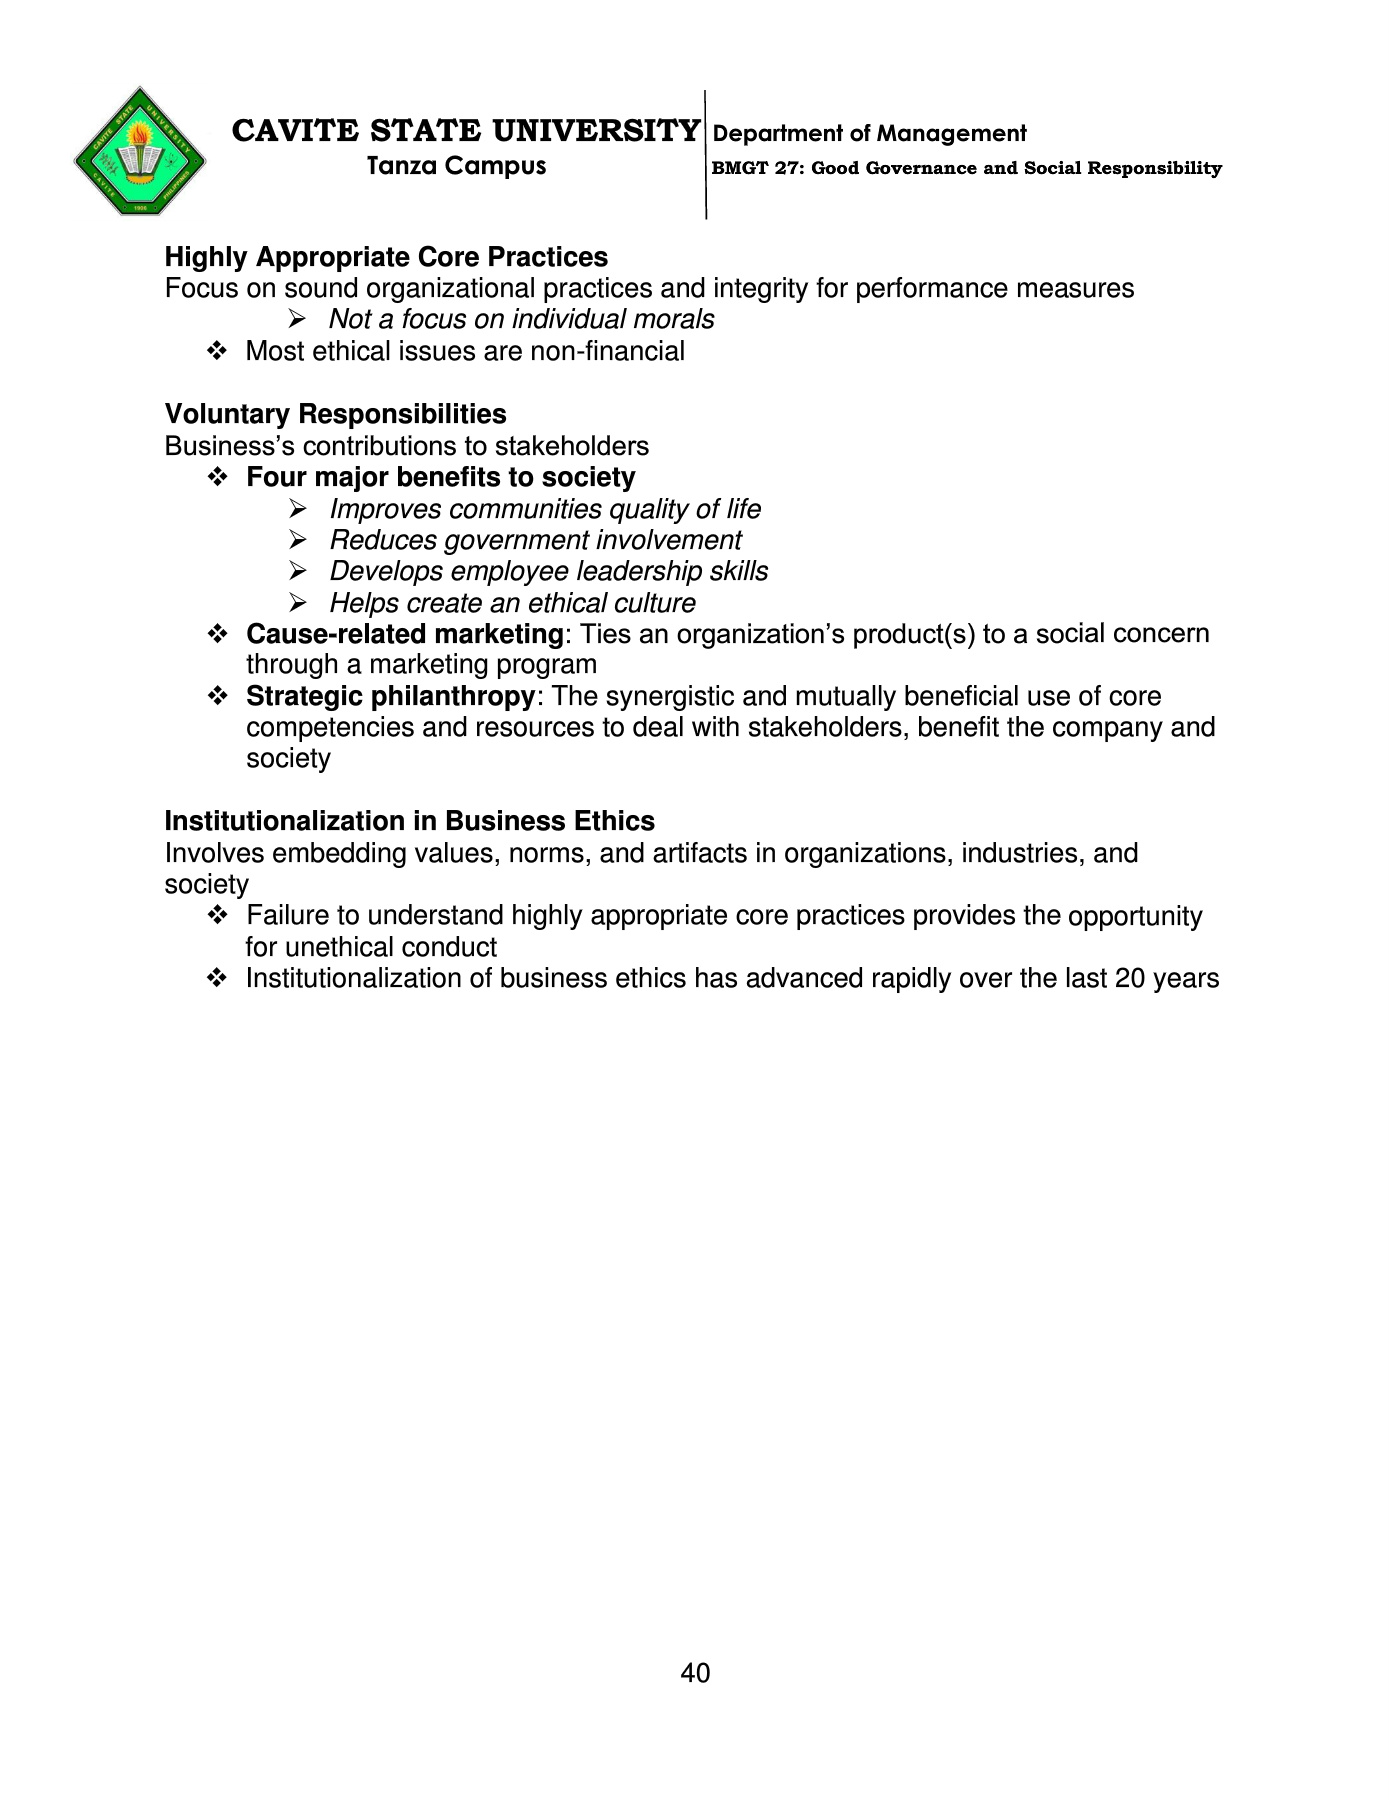 CAVITE STATE UNIVERSITY
Tanza Campus
Department of Management
BMGT 27: Good Governance and Social Responsibility
CAVITE STATE UNIVERSITY
CAVITE
PHILIPPINES
1906
Highly Appropriate Core Practices
Focus on sound organizational practices and integrity for performance measures
➢ Not a focus on individual morals
❖ Most ethical issues are non-financial
Voluntary Responsibilities
Business’s contributions to stakeholders
❖ Four major benefits to society
➢ Improves communities quality of life
➢ Reduces government involvement
➢ Develops employee leadership skills
➢ Helps create an ethical culture
❖ Cause-related marketing: Ties an organization’s product(s) to a social concern
through a marketing program
❖ Strategic philanthropy: The synergistic and mutually beneficial use of core
competencies and resources to deal with stakeholders, benefit the company and
society
Institutionalization in Business Ethics
Involves embedding values, norms, and artifacts in organizations, industries, and
society
❖ Failure to understand highly appropriate core practices provides the opportunity
for unethical conduct
❖ Institutionalization of business ethics has advanced rapidly over the last 20 years
40